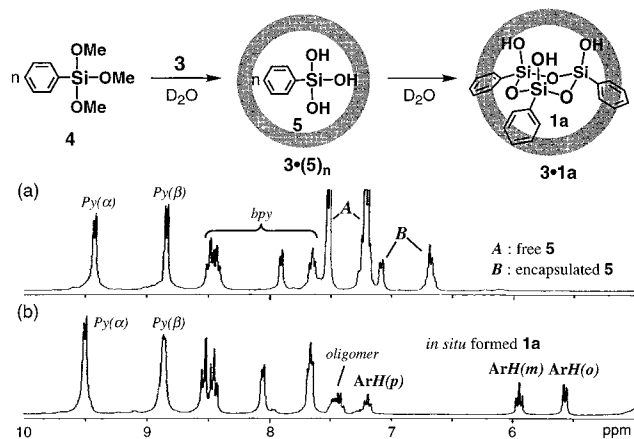 n
OMe
Si-OMe
OMe
4
3
D2O
n
OH
Si-OH
OH
5
3•(5)n
D2O
HO OH HO
Si O Si
O Si O
1a
3•1a
(a)
Py(α) Py(β) bpy A B
A : free 5
B : encapsulated 5
(b)
Py(α) Py(β) oligomer ArH(p) in situ formed 1a
ArH(m) ArH(o)
10 9 8 7 6 ppm